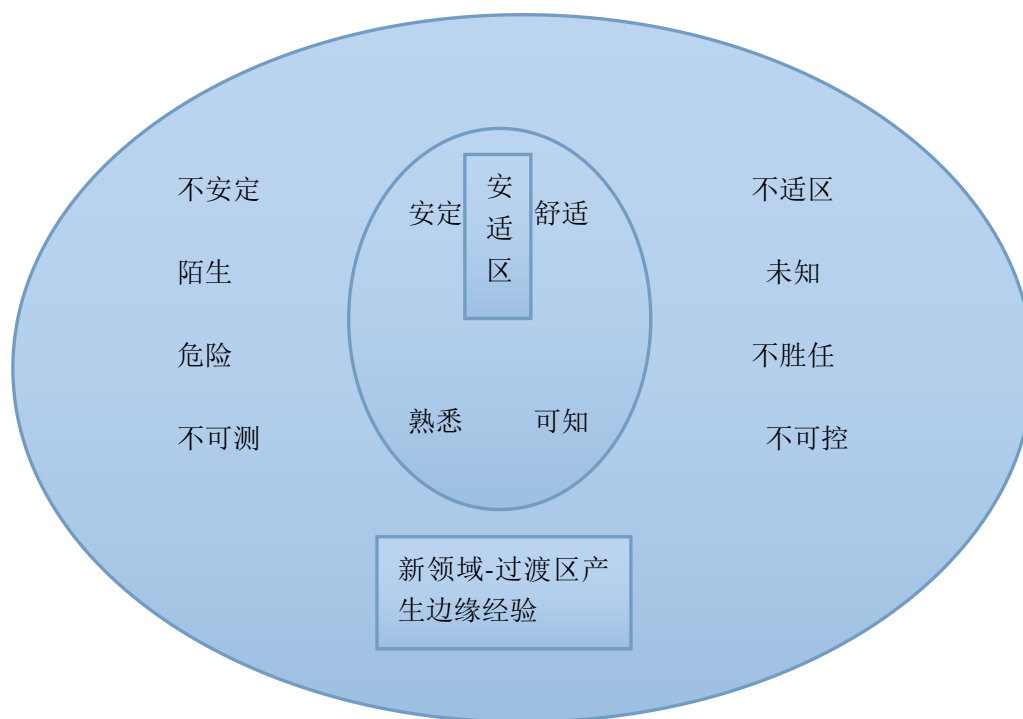 不安定
陌生
危险
不可测
安定
安适区
舒适
熟悉
可知
不适区
未知
不胜任
不可控
新领域-过渡区产
生边缘经验